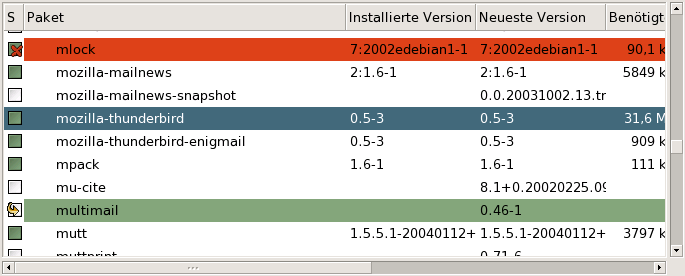 S Paket Installierte Version Neueste Version Benötigt
mlock 7:2002edebian1-1 7:2002edebian1-1 90,1 k
mozilla-mailnews 2:1.6-1 2:1.6-1 5849 k
mozilla-mailnews-snapshot 0.0.20031002.13.tr
mozilla-thunderbird 0.5-3 0.5-3 31,6 M
mozilla-thunderbird-enigmail 0.5-3 0.5-3 909 k
mpack 1.6-1 1.6-1 111 k
mu-cite 8.1+0.20020225.09
multimail 0.46-1
mutt 1.5.5.1-20040112+ 1.5.5.1-20040112+ 3797 k
muttprint 0.71-6